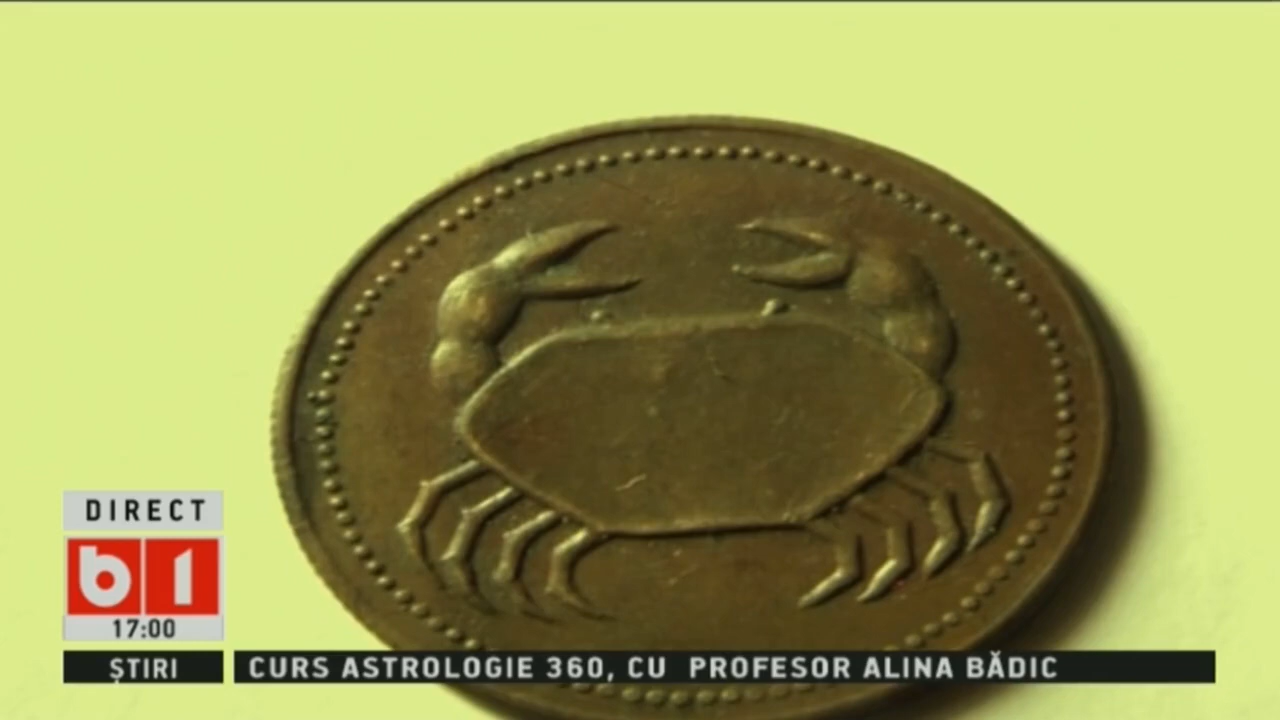 DIRECT
b1
17:00
ȘTIRI
CURS ASTROLOGIE 360, CU PROFESOR ALINA BĂDIC